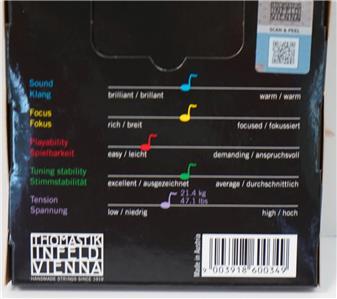 SCAN & PEEL
Sound
Klang
brilliant / brillant
warm / warm
Focus
Fokus
rich / breit
focused / fokussiert
Playability
Spielbarkeit
easy / leicht
demanding / anspruchsvoll
Tuning stability
Stimmstabilität
excellent / ausgezeichnet
average / durchschnittlich
Tension
Spannung
21.4 kg
47.1 lbs
low / niedrig
high / hoch
THOMASTIK
INFELD
VIENNA
HANDMADE STRINGS SINCE 1919
Made in Austria
9 003918 600349